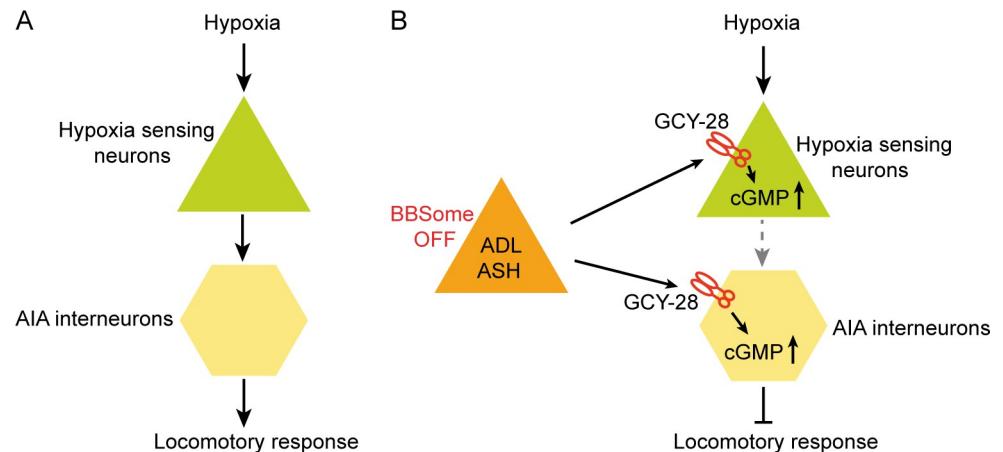 A
Hypoxia
Hypoxia sensing
neurons
AIA interneurons
Locomotory response
B
Hypoxia
GCY-28
Hypoxia sensing
neurons
cGMP
BBSome
OFF
ADL
ASH
GCY-28
AIA interneurons
cGMP
Locomotory response